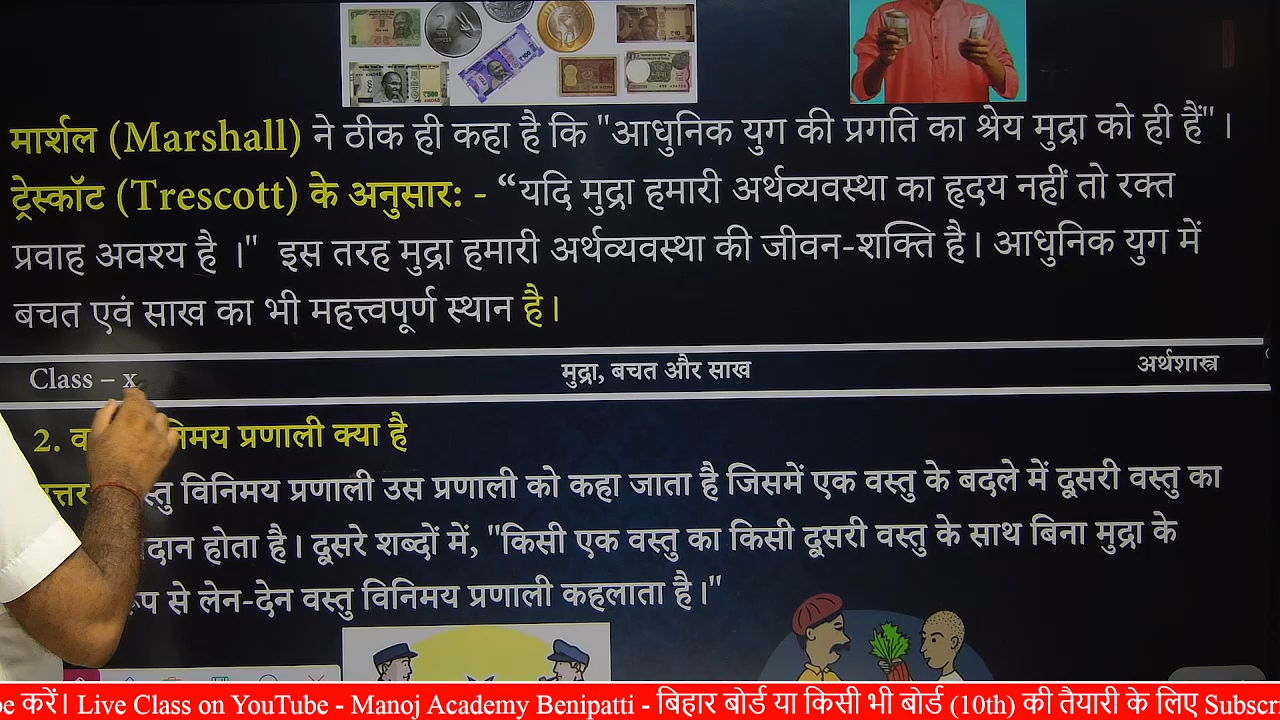 मार्शल (Marshall) ने ठीक ही कहा है कि "आधुनिक युग की प्रगति का श्रेय मुद्रा को ही हैं"।
ट्रेस्कॉट (Trescott) के अनुसार: - “यदि मुद्रा हमारी अर्थव्यवस्था का हृदय नहीं तो रक्त
प्रवाह अवश्य है ।" इस तरह मुद्रा हमारी अर्थव्यवस्था की जीवन-शक्ति है। आधुनिक युग में
बचत एवं साख का भी महत्त्वपूर्ण स्थान है।
Class – x मुद्रा, बचत और साख अर्थशास्त्र
2. विनिमय प्रणाली क्या है
विनिमय प्रणाली उस प्रणाली को कहा जाता है जिसमें एक वस्तु के बदले में दूसरी वस्तु का
होता है। दूसरे शब्दों में, "किसी एक वस्तु का किसी दूसरी वस्तु के साथ बिना मुद्रा के
से लेन-देन वस्तु विनिमय प्रणाली कहलाता है।"
करें। Live Class on YouTube - Manoj Academy Benipatti - बिहार बोर्ड या किसी भी बोर्ड (10th) की तैयारी के लिए Subscri